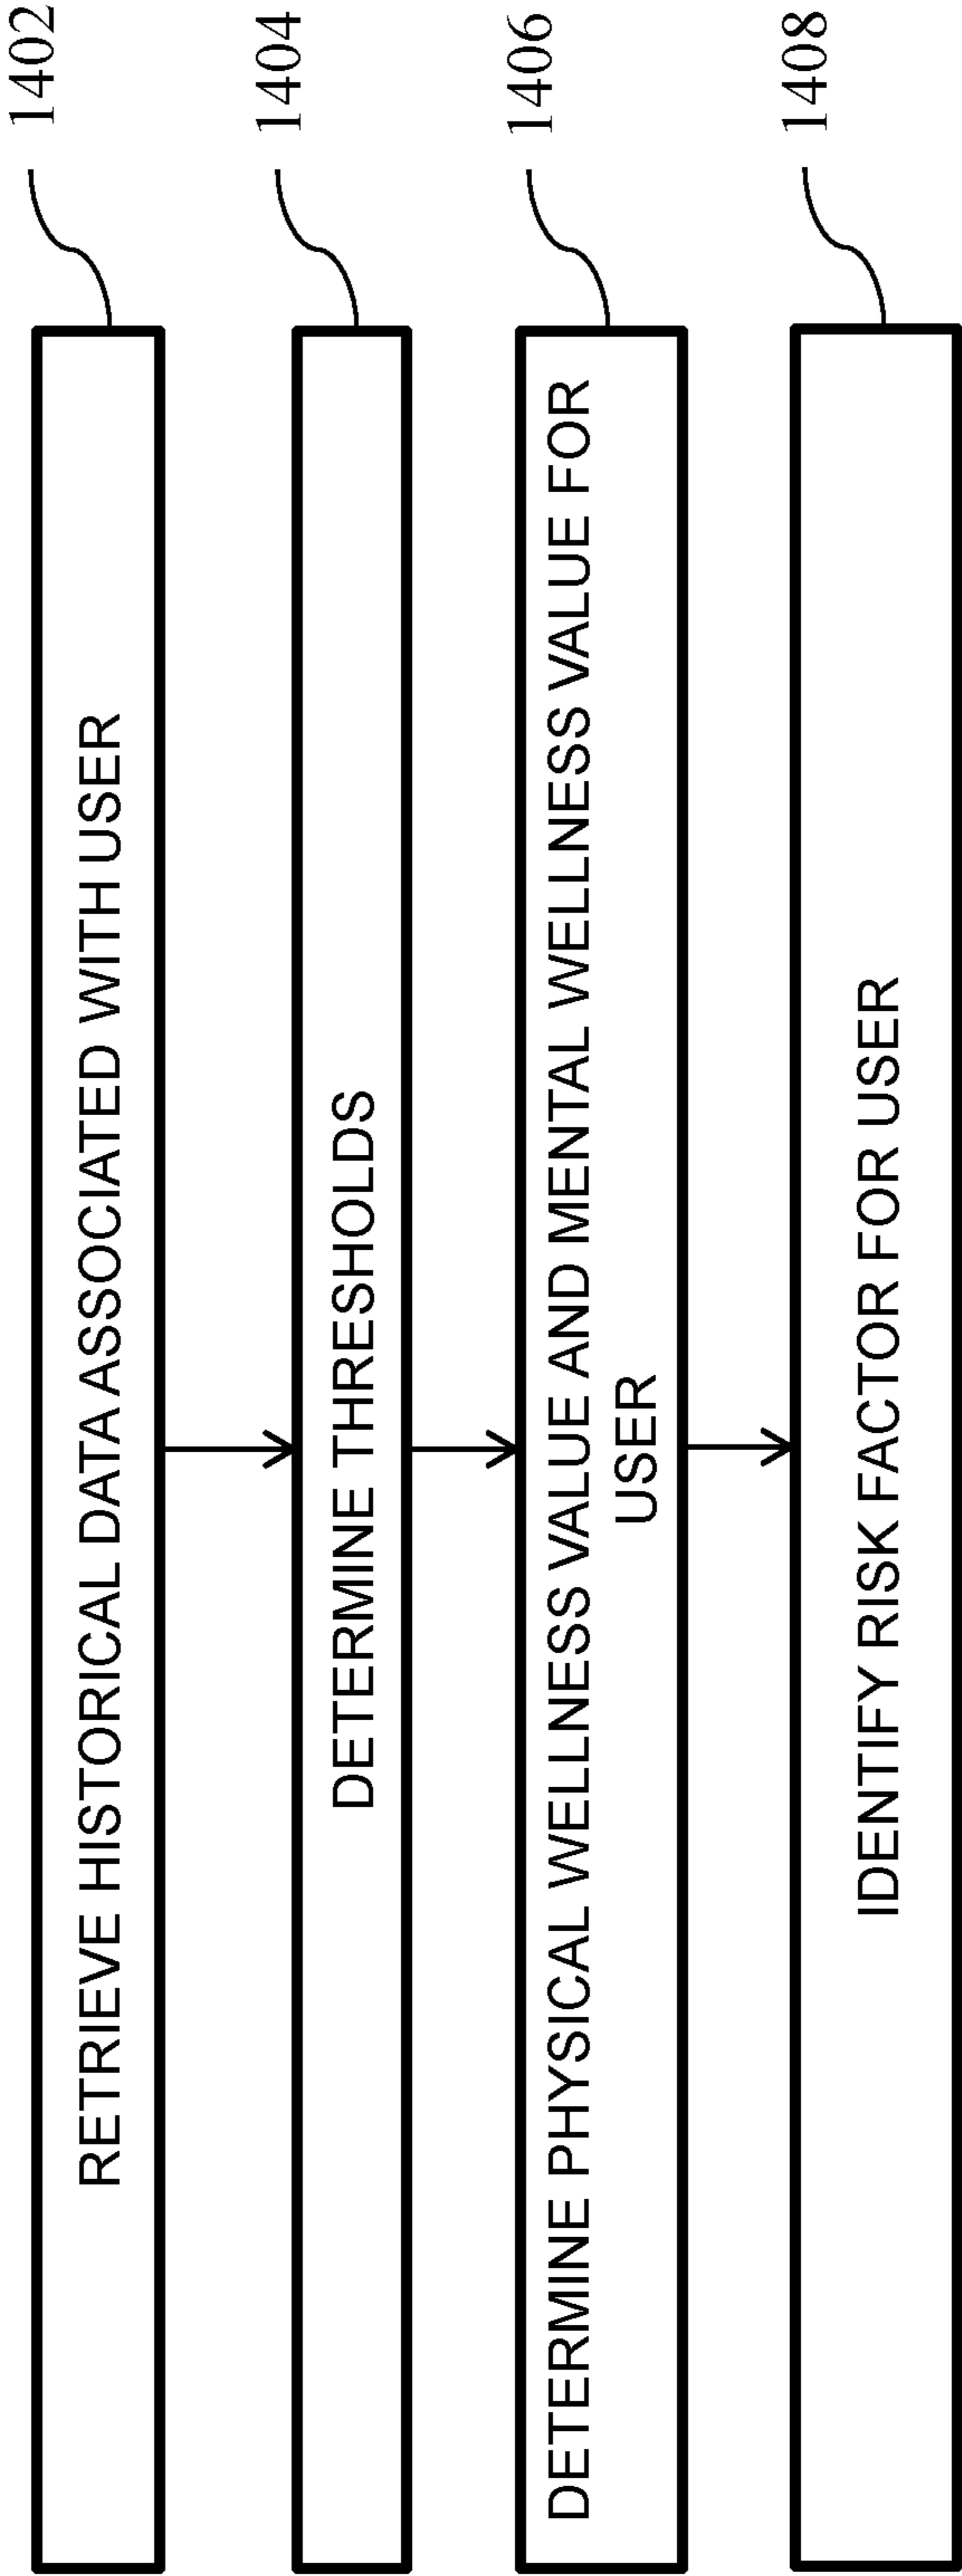 RETRIEVE HISTORICAL DATA ASSOCIATED WITH USER
1402
DETERMINE THRESHOLDS
1404
DETERMINE PHYSICAL WELLNESS VALUE AND MENTAL WELLNESS VALUE FOR
USER
1406
IDENTIFY RISK FACTOR FOR USER
1408